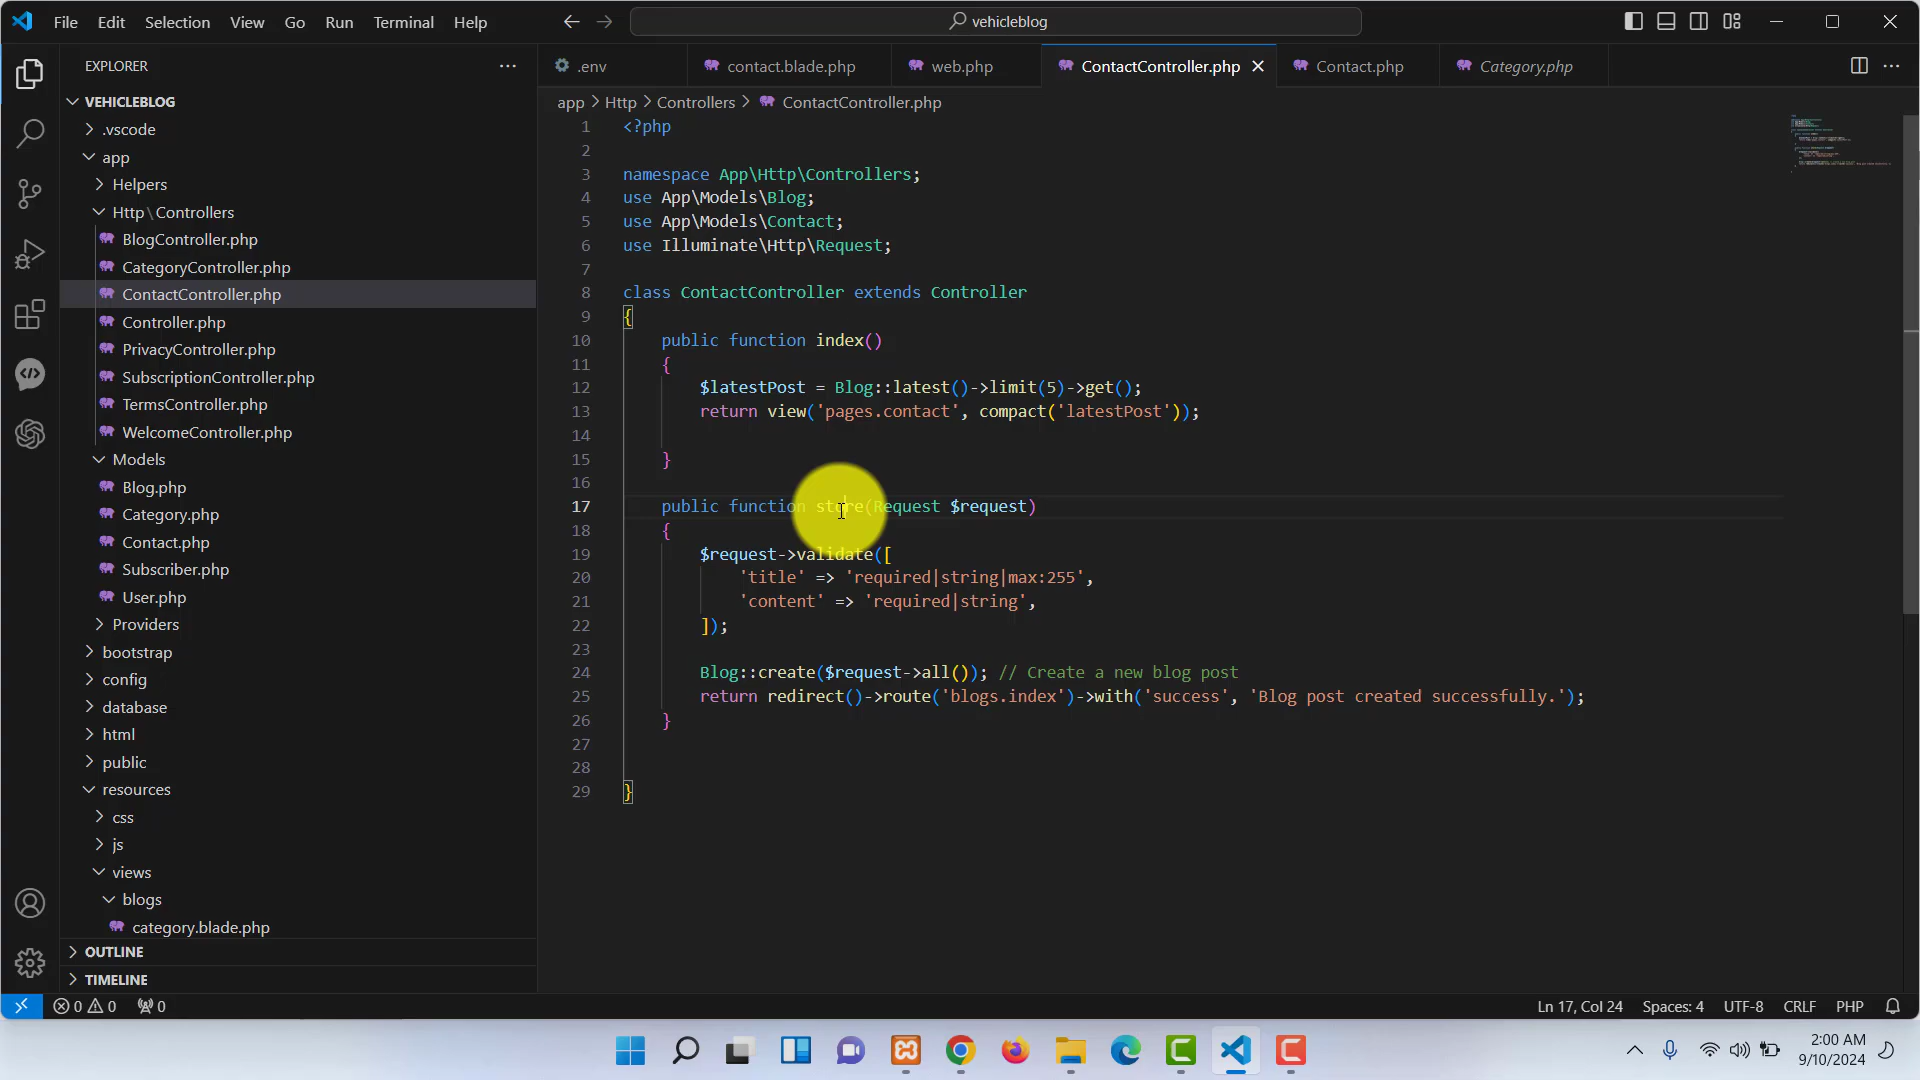 File Edit Selection View Go Run Terminal Help
vehicleblog
EXPLORER
VEHICLEBLOG
.vscode
app
Helpers
Http\Controllers
BlogController.php
CategoryController.php
ContactController.php
Controller.php
PrivacyController.php
SubscriptionController.php
TermsController.php
WelcomeController.php
Models
Blog.php
Category.php
Contact.php
Subscriber.php
User.php
Providers
bootstrap
config
database
html
public
resources
css
js
views
blogs
category.blade.php
OUTLINE
TIMELINE
.env contact.blade.php web.php ContactController.php Contact.php Category.php
app > Http > Controllers > ContactController.php
1 <?php
2
3 namespace App\Http\Controllers;
4 use App\Models\Blog;
5 use App\Models\Contact;
6 use Illuminate\Http\Request;
7
8 class ContactController extends Controller
9 {
10 public function index()
11 {
12 $latestPost = Blog::latest()->limit(5)->get();
13 return view('pages.contact', compact('latestPost'));
14
15 }
16
17 public function store(Request $request)
18 {
19 $request->validate([
20 'title' => 'required|string|max:255',
21 'content' => 'required|string',
22 ]);
23
24 Blog::create($request->all()); // Create a new blog post
25 return redirect()->route('blogs.index')->with('success', 'Blog post created successfully.');
26 }
27
28
29 }
0 0 0
Ln 17, Col 24 Spaces: 4 UTF-8 CRLF PHP
2:00 AM
9/10/2024